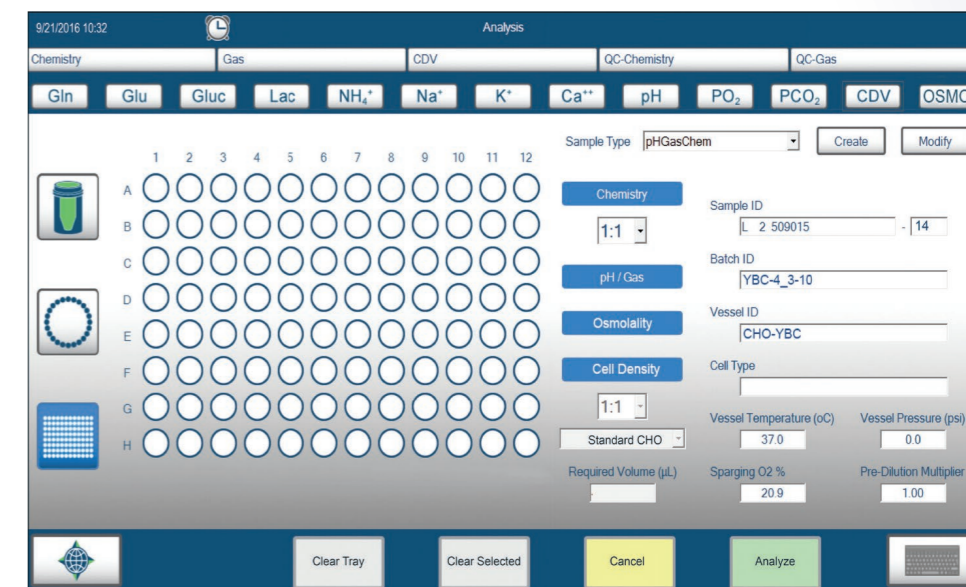 9/21/2016 10:32 Analysis
Chemistry Gas CDV QC-Chemistry QC-Gas
Gln Glu Gluc Lac NH₄⁺ Na⁺ K⁺ Ca⁺⁺ pH PO₂ PCO₂ CDV OSMO
Sample Type pHGasChem Create Modify
1 2 3 4 5 6 7 8 9 10 11 12
A
B
C
D
E
F
G
H
Chemistry
1:1
pH / Gas
Osmolality
Cell Density
1:1
Standard CHO
Required Volume (µL)
Sample ID
L 2 509015 - 14
Batch ID
YBC-4_3-10
Vessel ID
CHO-YBC
Cell Type
Vessel Temperature (oC) Vessel Pressure (psi)
37.0 0.0
Sparging O2 % Pre-Dilution Multiplier
20.9 1.00
Clear Tray Clear Selected Cancel Analyze